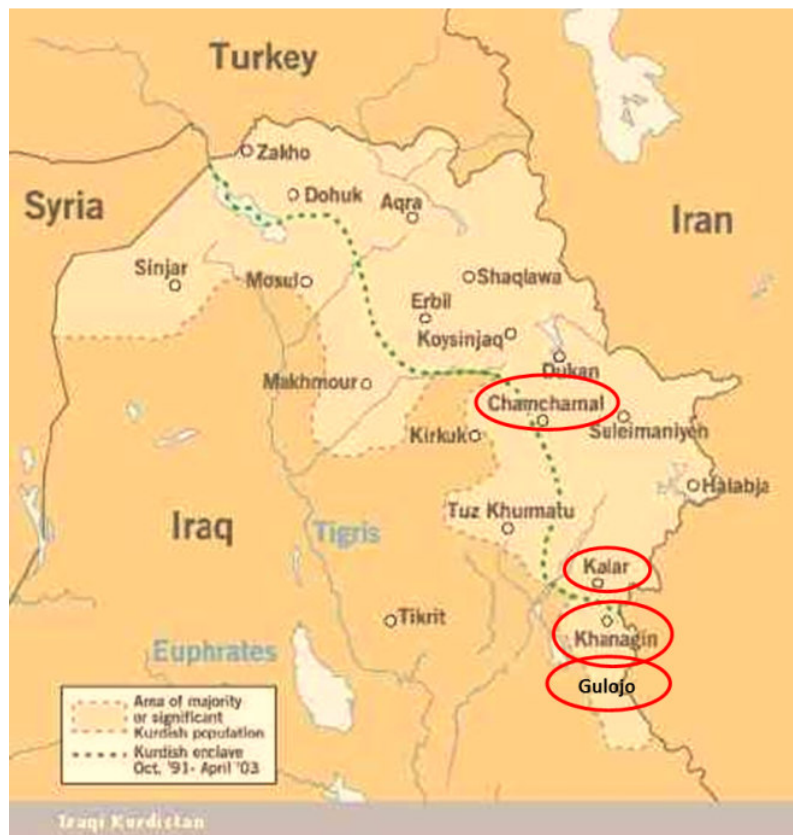 Turkey
Zakho
Syria
Dohuk
Aqra
Iran
Sinjar
Mosul
Shaqlawa
Erbil
Koysinjaq
Dukan
Makhmour
Chamchamal
Suleimaniyeh
Kirkuk
Halabja
Tuz Khurmatu
Iraq
Tigris
Kalar
Tikrit
Khanagin
Euphrates
Gulojo
Area of majority
or significant
Kurdish population
Kurdish enclave
Oct. '91- April '03
Iraqi Kurdistan